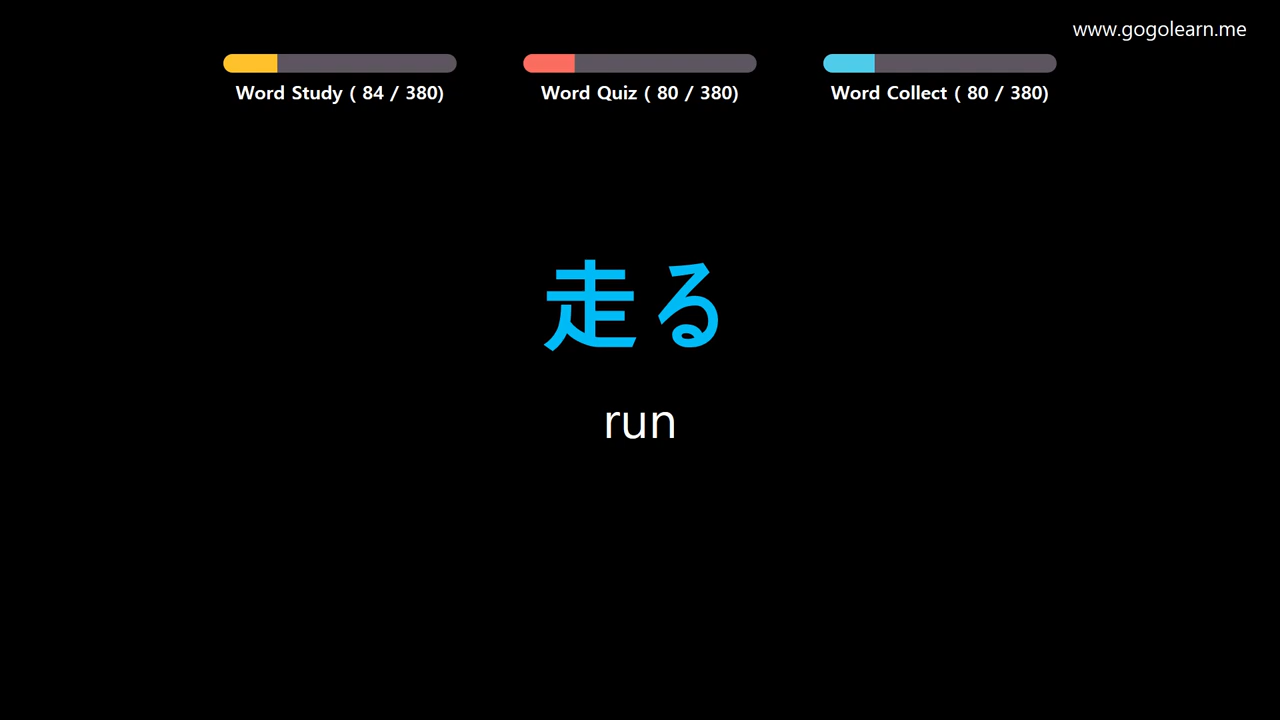 www.gogolearn.me
Word Study ( 84 / 380)
Word Quiz ( 80 / 380)
Word Collect ( 80 / 380)
走る
run